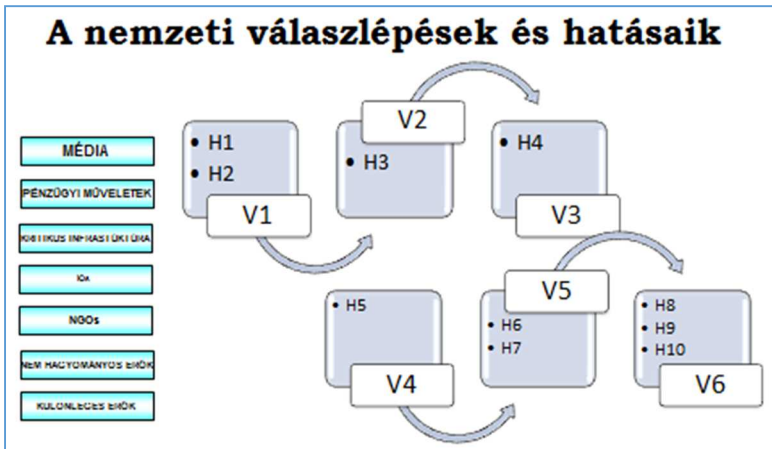 A nemzeti válaszlépések és hatásaik
MÉDIA
PÉNZÜGYI MŰVELETEK
KRITIKUS INFRASTÚKTÚRA
IOs
NGOs
NEM HAGYOMÁNYOS ERŐK
KÜLÖNLEGES ERŐK
• H1
• H2
V1
V2
• H3
• H4
V3
• H5
V4
V5
• H6
• H7
• H8
• H9
• H10
V6